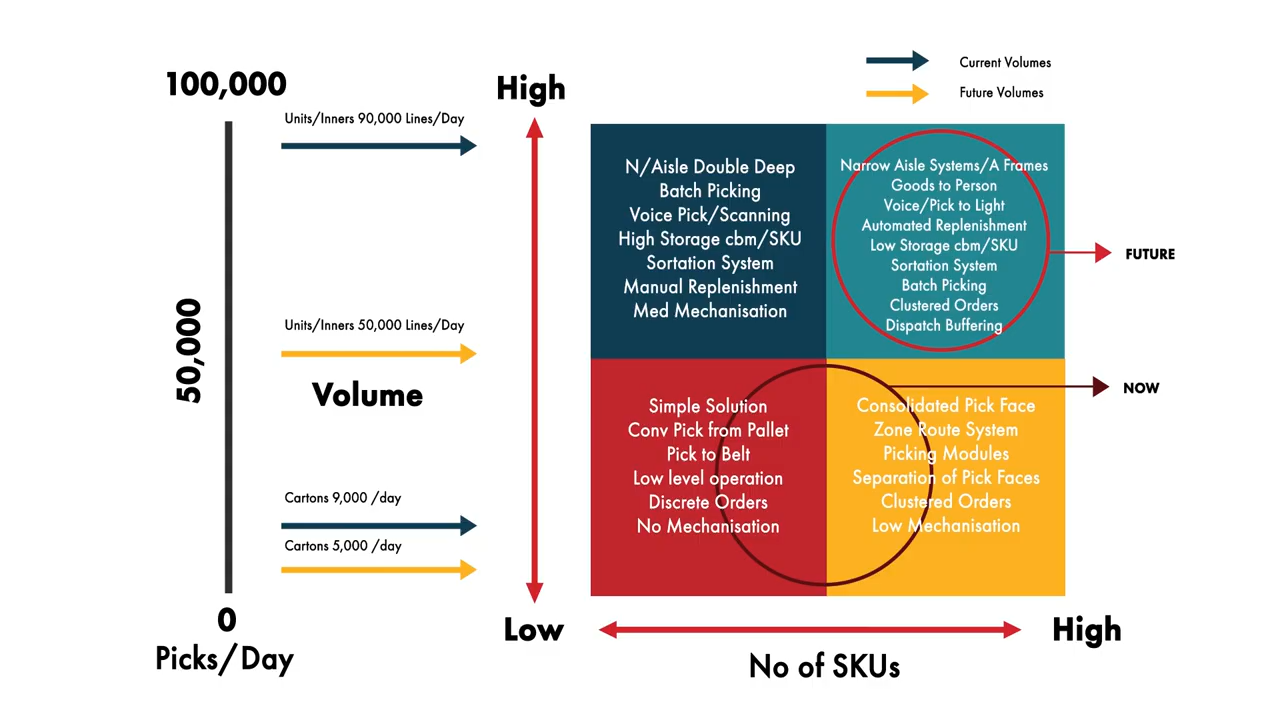 Current Volumes
Future Volumes
100,000
50,000
0
Picks/Day
Units/Inners 90,000 Lines/Day
Units/Inners 50,000 Lines/Day
Volume
Cartons 9,000 /day
Cartons 5,000 /day
High
Low
N/Aisle Double Deep
Batch Picking
Voice Pick/Scanning
High Storage cbm/SKU
Sortation System
Manual Replenishment
Med Mechanisation
Narrow Aisle Systems/A Frames
Goods to Person
Voice/Pick to Light
Automated Replenishment
Low Storage cbm/SKU
Sortation System
Batch Picking
Clustered Orders
Dispatch Buffering
FUTURE
Simple Solution
Conv Pick from Pallet
Pick to Belt
Low level operation
Discrete Orders
No Mechanisation
Consolidated Pick Face
Zone Route System
Picking Modules
Separation of Pick Faces
Clustered Orders
Low Mechanisation
NOW
High
No of SKUs